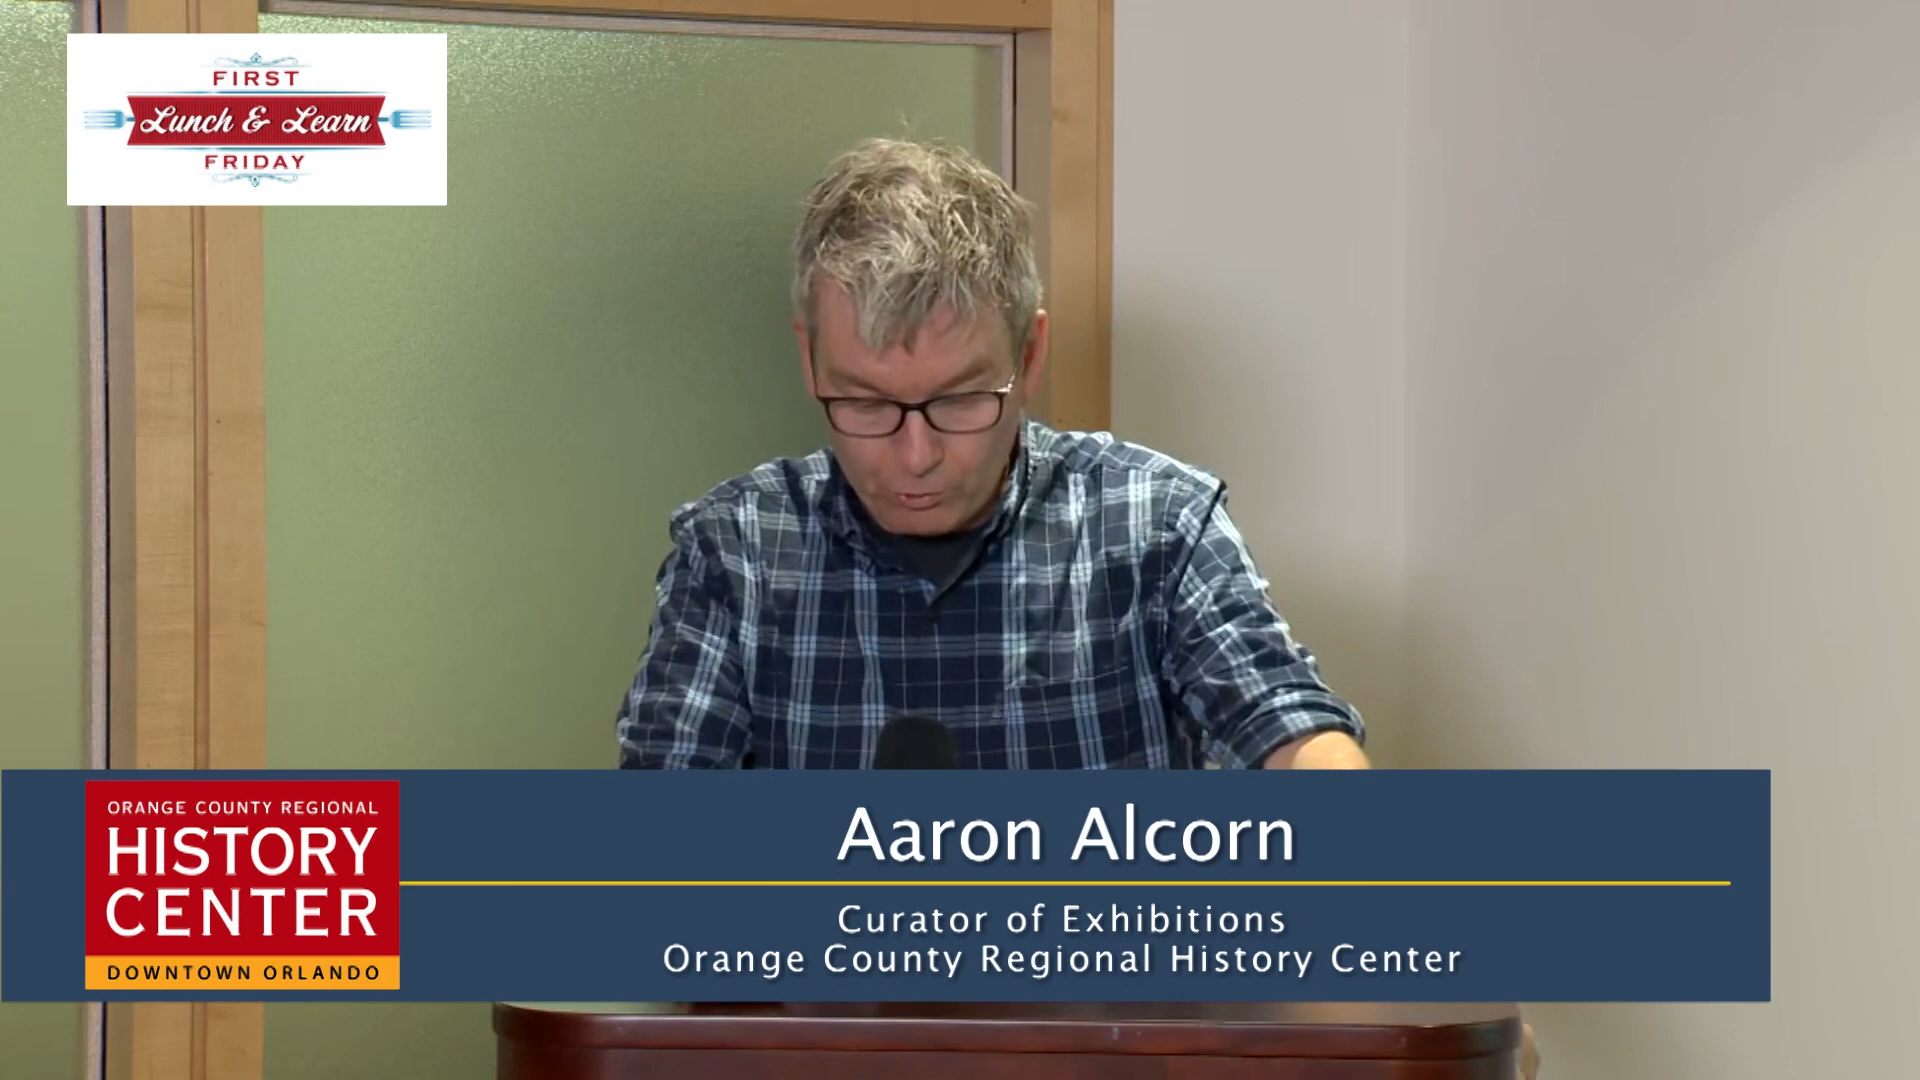 FIRST
Lunch & Learn
FRIDAY
ORANGE COUNTY REGIONAL
HISTORY
CENTER
DOWNTOWN ORLANDO
Aaron Alcorn
Curator of Exhibitions
Orange County Regional History Center